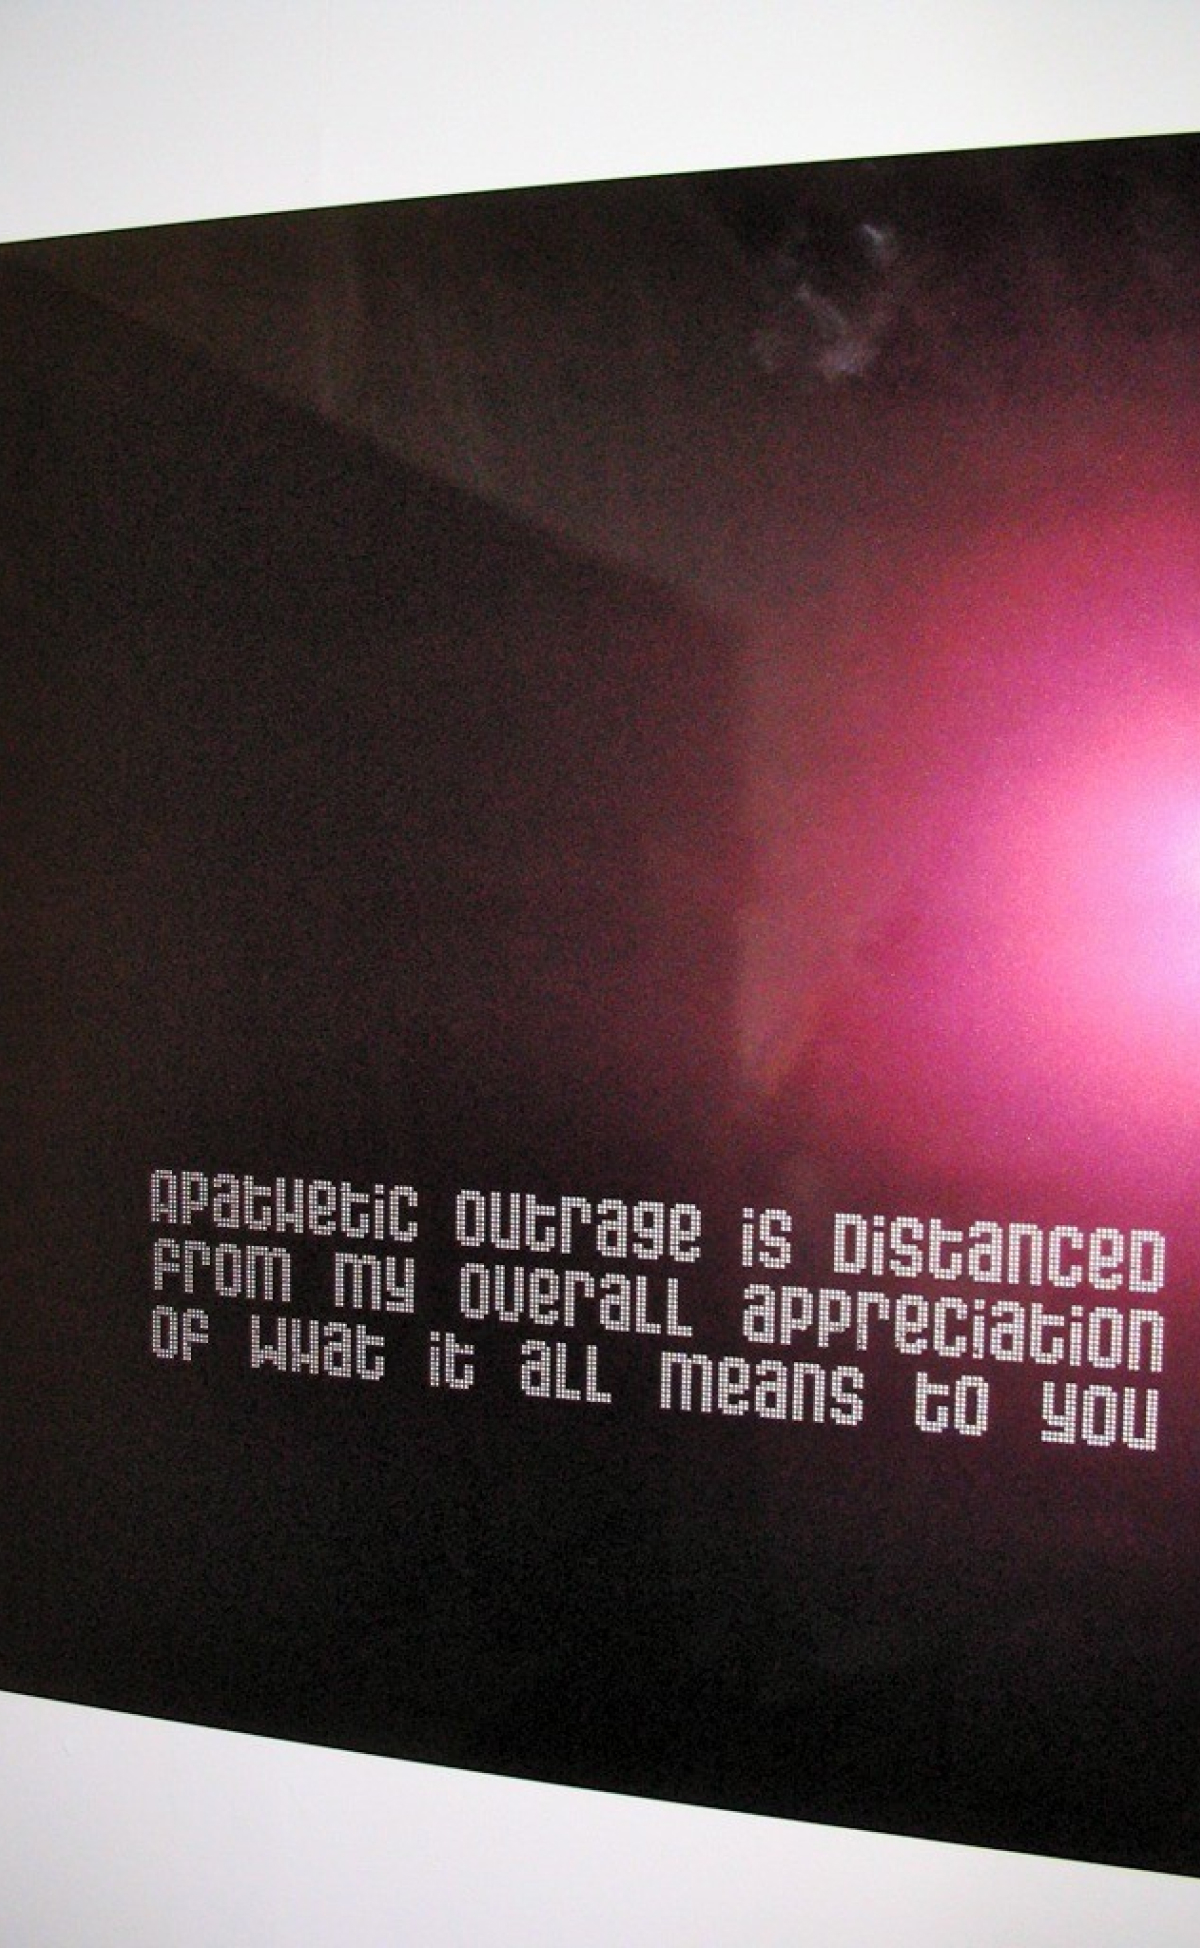 Apathetic outrage is distanced
from my overall appreciation
of what it all means to you